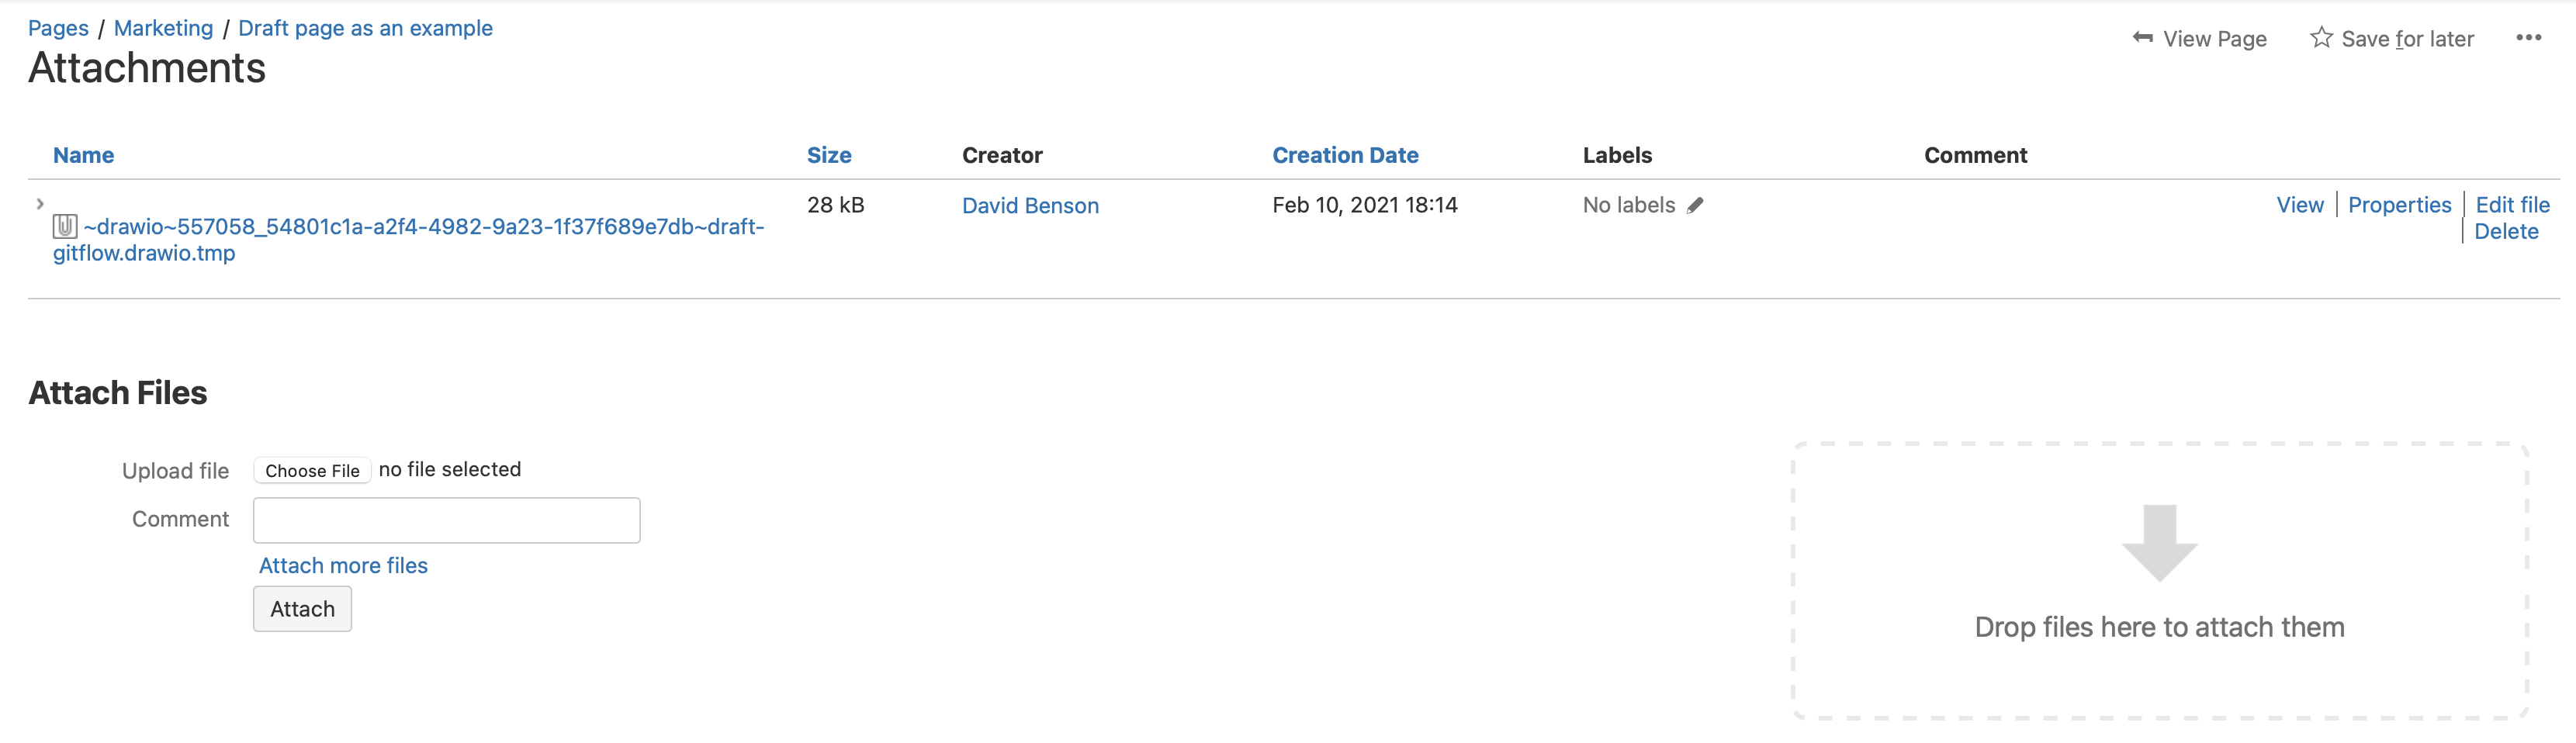 Pages / Marketing / Draft page as an example
View Page Save for later •••
Attachments
Name Size Creator Creation Date Labels Comment
28 kB David Benson Feb 10, 2021 18:14 No labels View | Properties | Edit file
~drawio~557058_54801c1a-a2f4-4982-9a23-1f37f689e7db~draft-
| Delete
gitflow.drawio.tmp
Attach Files
Upload file Choose File no file selected
Comment
Attach more files
Attach
Drop files here to attach them